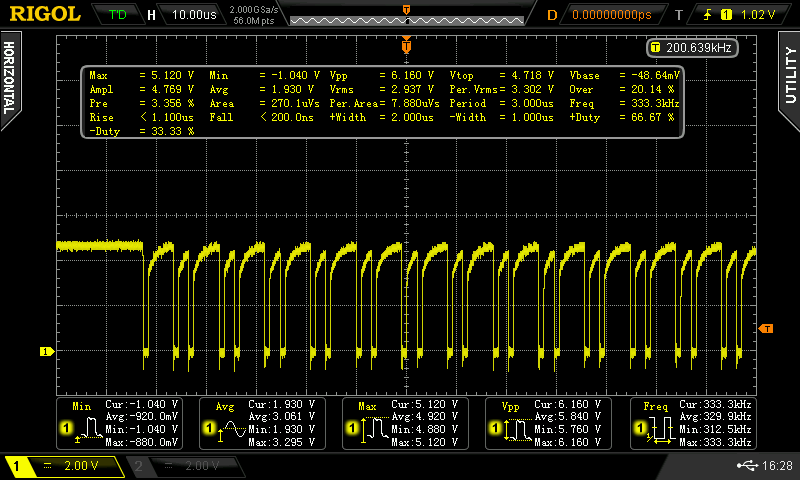 RIGOL T'D H 10.00us 2.000GSa/s 56.0M pts T D 0.00000000ps T 1 1.02 V
HORIZONTAL
UTILITY
T
T 200.639kHz
Max = 5.120 V Min = -1.040 V Vpp = 6.160 V Vtop = 4.718 V Vbase = -48.64mV
Ampl = 4.769 V Avg = 1.930 V Vrms = 2.937 V Per.Vrms= 3.302 V Over = 20.14 %
Pre = 3.356 % Area = 270.1uVs Per.Area= 7.880uVs Period = 3.000us Freq = 333.3kHz
Rise < 1.100us Fall < 200.0ns +Width = 2.000us -Width = 1.000us +Duty = 66.67 %
-Duty = 33.33 %
T
1
Min Cur:-1.040 V
Avg:-920.0mV
1 Min:-1.040 V
Max:-880.0mV
Avg Cur:1.930 V
Avg:3.061 V
1 Min:1.930 V
Max:3.295 V
Max Cur:5.120 V
Avg:4.920 V
1 Min:4.880 V
Max:5.120 V
Vpp Cur:6.160 V
Avg:5.840 V
1 Min:5.760 V
Max:6.160 V
Freq Cur:333.3kHz
Avg:329.9kHz
1 Min:312.5kHz
Max:333.3kHz
1 2.00 V 2 2.00 V 16:28